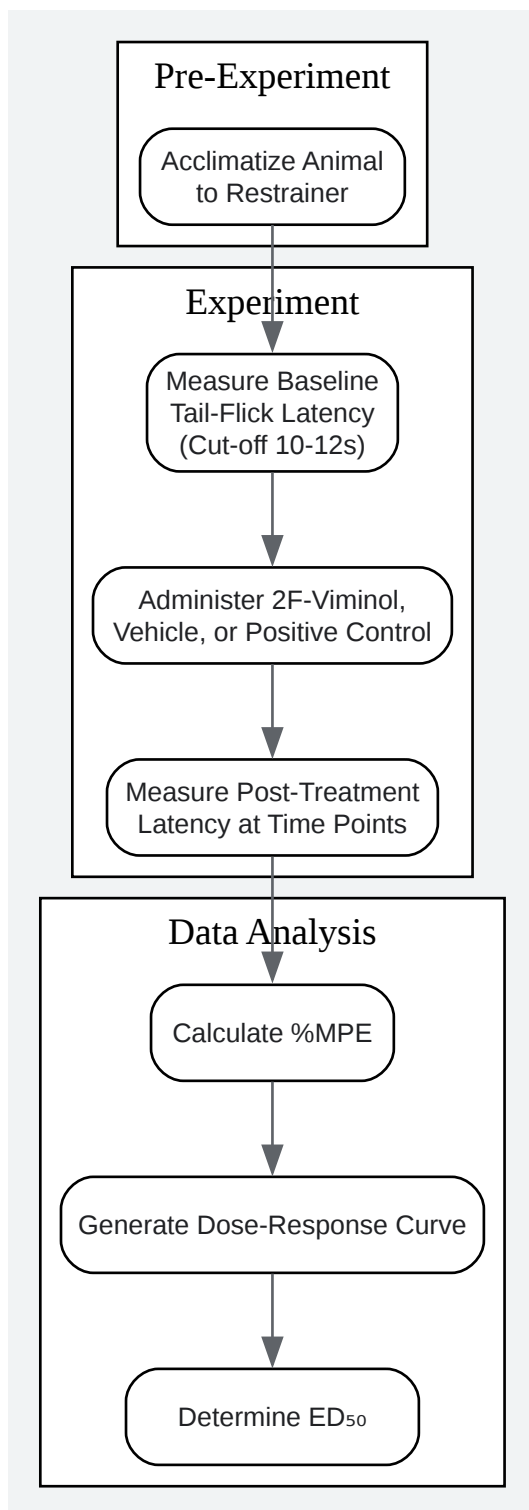 Pre-Experiment
Acclimatize Animal
to Restrainer
Experiment
Measure Baseline
Tail-Flick Latency
(Cut-off 10-12s)
Administer 2F-Viminol,
Vehicle, or Positive Control
Measure Post-Treatment
Latency at Time Points
Data Analysis
Calculate %MPE
Generate Dose-Response Curve
Determine ED₅₀